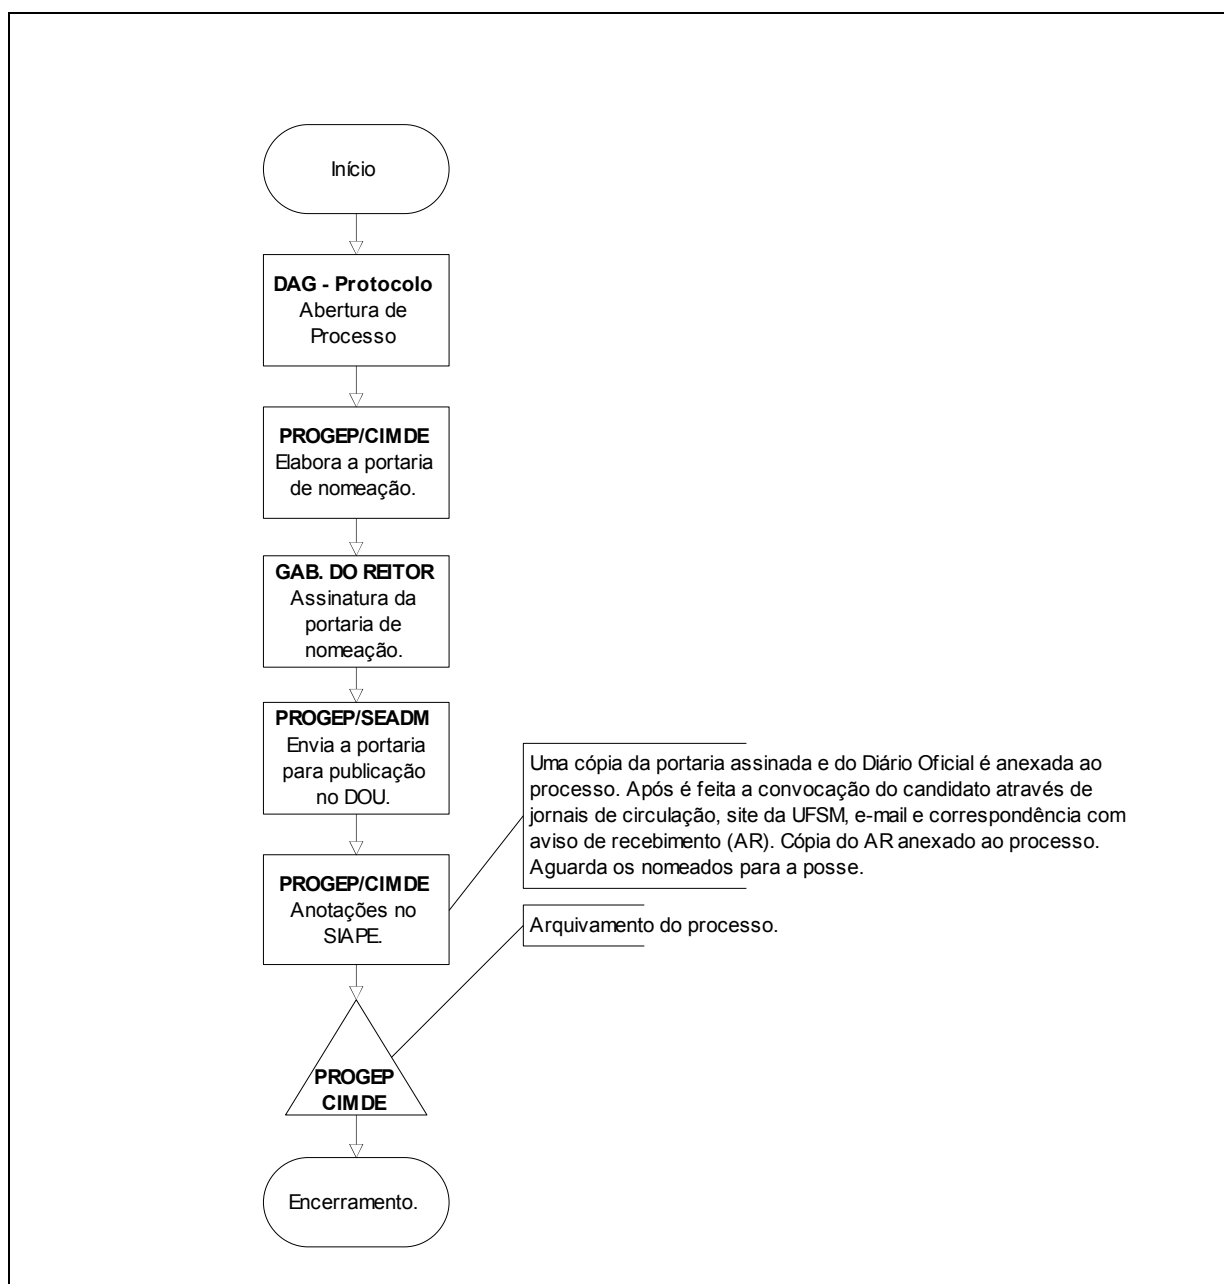 Início
DAG - Protocolo
Abertura de
Processo
PROGEP/CIMDE
Elabora a portaria
de nomeação.
GAB. DO REITOR
Assinatura da
portaria de
nomeação.
PROGEP/SEADM
Envia a portaria
para publicação
no DOU.
Uma cópia da portaria assinada e do Diário Oficial é anexada ao
processo. Após é feita a convocação do candidato através de
jornais de circulação, site da UFSM, e-mail e correspondência com
aviso de recebimento (AR). Cópia do AR anexado ao processo.
Aguarda os nomeados para a posse.
PROGEP/CIMDE
Anotações no
SIAPE.
Arquivamento do processo.
PROGEP
CIMDE
Encerramento.